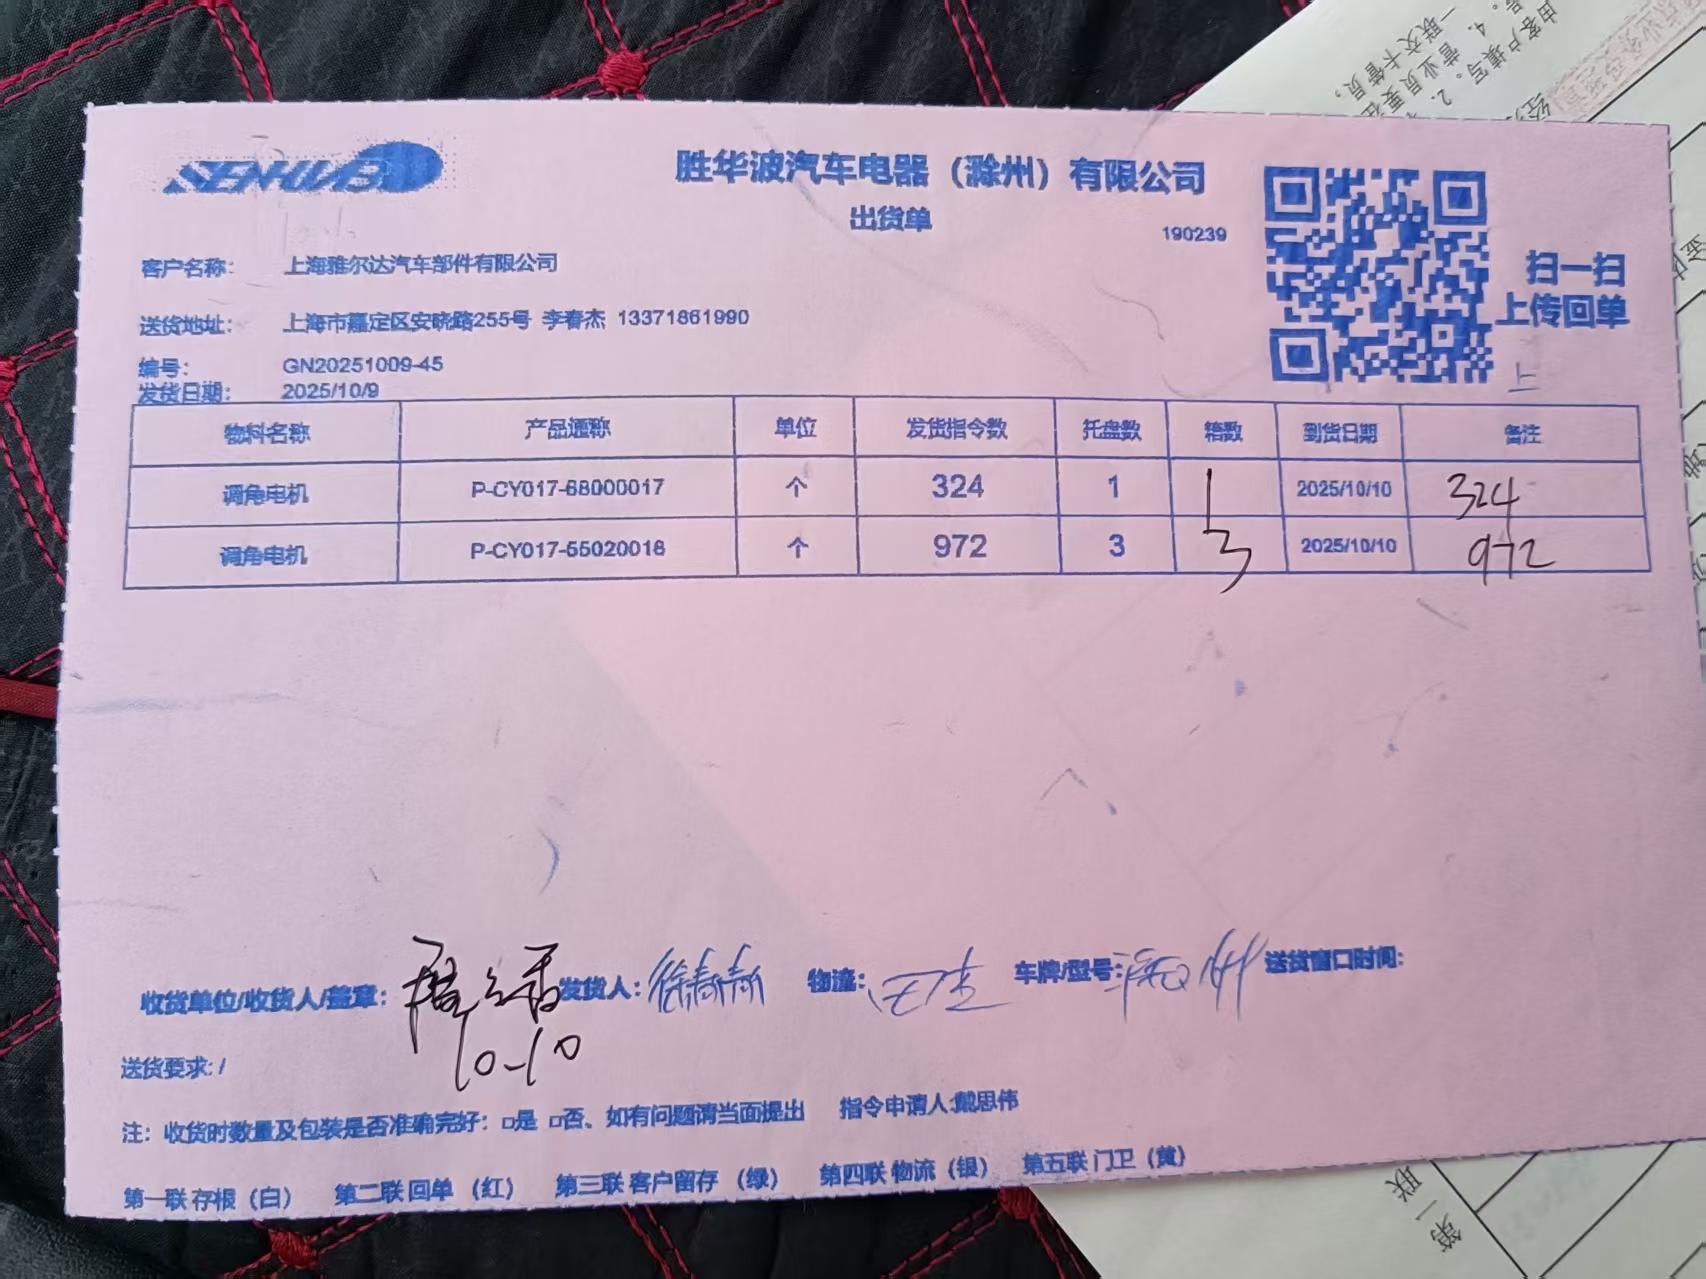 SENHWB
胜华波汽车电器（滁州）有限公司
出货单
190239
扫一扫
上传回单
客户名称： 上海雅尔达汽车部件有限公司
送货地址： 上海市嘉定区安晓路255号 李春杰 13371861990
编号： GN20251009-45
发货日期： 2025/10/9
物料名称 产品通称 单位 发货指令数 托盘数 箱数 到货日期 备注
调角电机 P-CY017-68000017 个 324 1 1 2025/10/10 324
调角电机 P-CY017-55020018 个 972 3 3 2025/10/10 972
收货单位/收货人/盖章： 发货人：徐青青 物流： 车牌/型号： 送货窗口时间：
10-10
送货要求：/
注：收货时数量及包装是否准确完好：□是 □否、如有问题请当面提出 指令申请人：戴思伟
第一联 存根（白） 第二联 回单（红） 第三联 客户留存（绿） 第四联 物流（银） 第五联 门卫（黄）
第一联